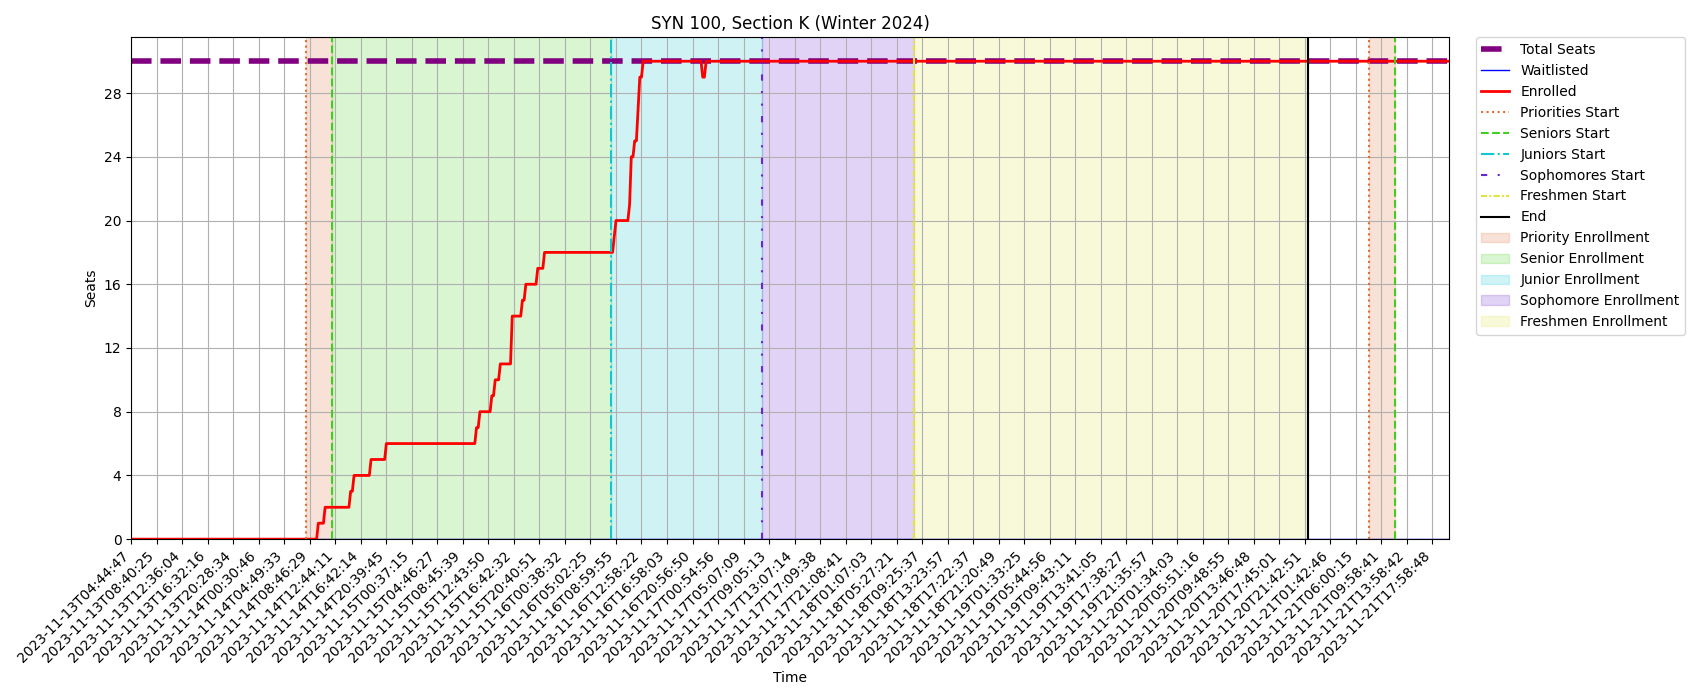 SYN 100, Section K (Winter 2024)
Total Seats
Waitlisted
Enrolled
Priorities Start
Seniors Start
Juniors Start
Sophomores Start
Freshmen Start
End
Priority Enrollment
Senior Enrollment
Junior Enrollment
Sophomore Enrollment
Freshmen Enrollment
Seats
28
24
20
16
12
8
4
0
2023-11-13T04:44:47
2023-11-13T08:40:25
2023-11-13T12:36:04
2023-11-13T16:32:16
2023-11-13T20:28:34
2023-11-14T00:30:46
2023-11-14T04:49:33
2023-11-14T08:46:29
2023-11-14T12:44:11
2023-11-14T16:42:14
2023-11-14T20:39:45
2023-11-15T00:37:15
2023-11-15T04:46:27
2023-11-15T08:45:39
2023-11-15T12:43:50
2023-11-15T16:42:32
2023-11-15T20:40:51
2023-11-16T00:38:32
2023-11-16T05:02:25
2023-11-16T08:59:55
2023-11-16T12:58:22
2023-11-16T16:58:03
2023-11-16T20:56:50
2023-11-17T00:54:56
2023-11-17T05:07:09
2023-11-17T09:05:13
2023-11-17T13:07:14
2023-11-17T17:09:38
2023-11-17T21:08:41
2023-11-18T01:07:03
2023-11-18T05:27:21
2023-11-18T09:25:37
2023-11-18T13:23:57
2023-11-18T17:22:37
2023-11-18T21:20:49
2023-11-19T01:33:25
2023-11-19T05:44:56
2023-11-19T09:43:11
2023-11-19T13:41:05
2023-11-19T17:38:27
2023-11-19T21:35:57
2023-11-20T01:34:03
2023-11-20T05:51:16
2023-11-20T09:48:55
2023-11-20T13:46:48
2023-11-20T17:45:01
2023-11-20T21:42:51
2023-11-21T01:42:46
2023-11-21T06:00:15
2023-11-21T09:58:41
2023-11-21T13:58:42
2023-11-21T17:58:48
Time